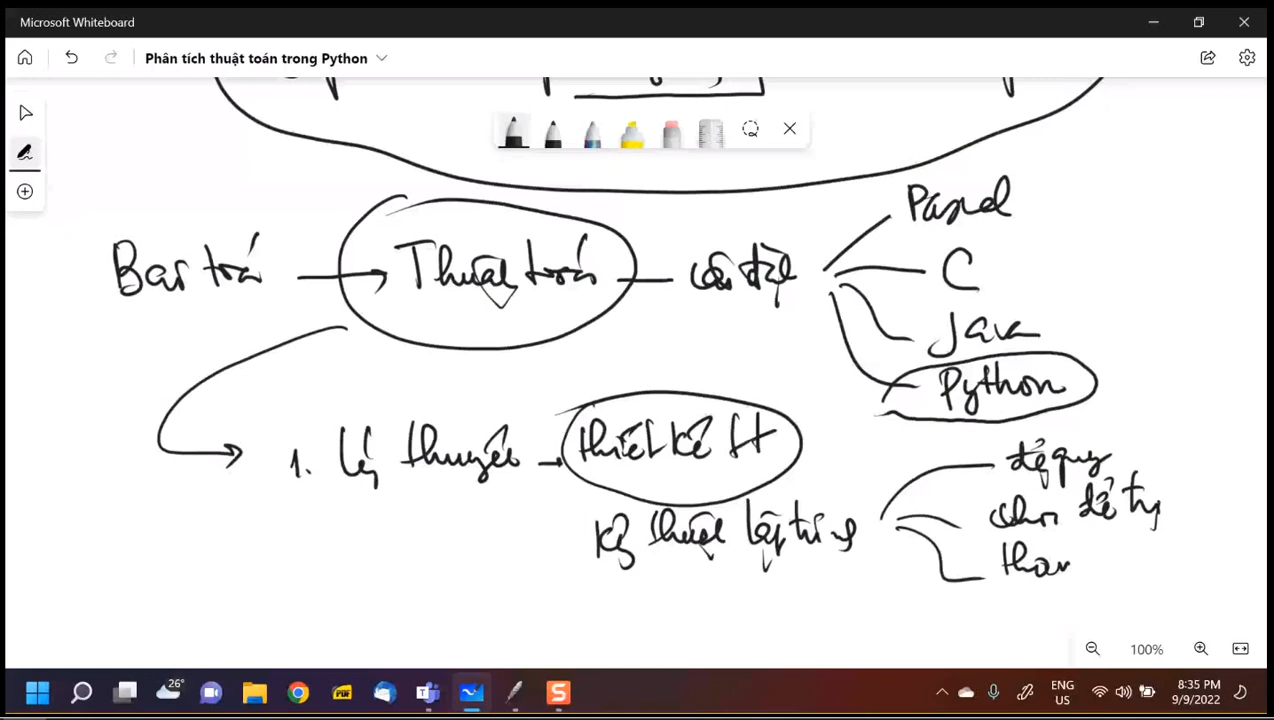 Microsoft Whiteboard
Phân tích thuật toán trong Python
Bài toán → Thuật toán — cài đặt
Pascal
C
Java
Python
1. Lý thuyết → thiết kế tt
Kỹ thuật lập trình
đệ quy
chia để trị
tham
100%
26°
PDF
S
ENG
US
8:35 PM
9/9/2022